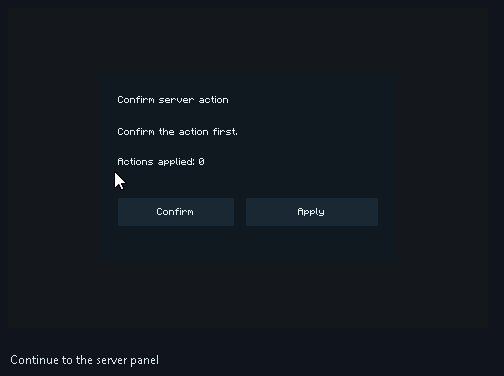 Confirm server action
Confirm the action first.
Actions applied: 0
Confirm
Apply
Continue to the server panel